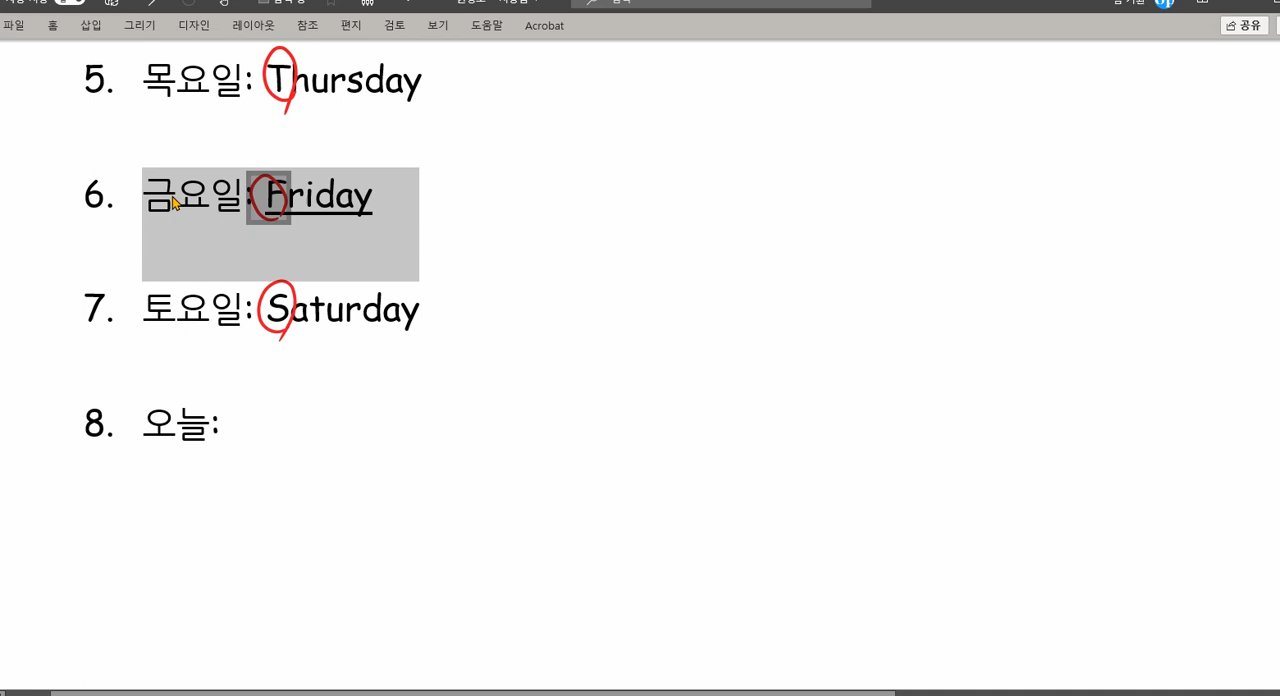 파일 홈 삽입 그리기 디자인 레이아웃 참조 편지 검토 보기 도움말 Acrobat 공유
5. 목요일: Thursday
6. 금요일: Friday
7. 토요일: Saturday
8. 오늘: